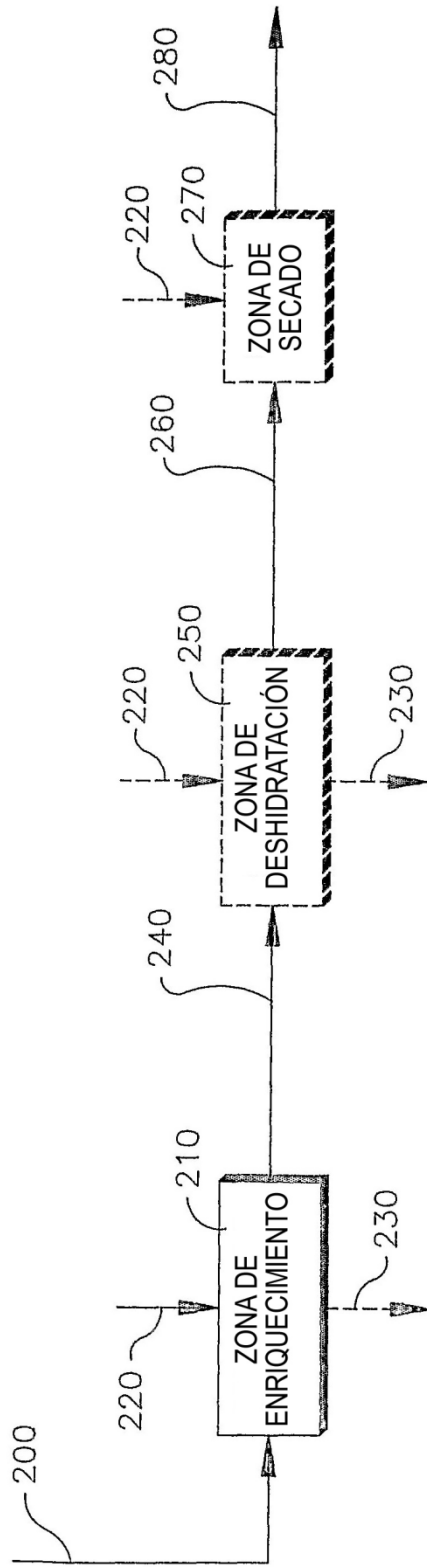 200
220
210
ZONA DE
ENRIQUECIMIENTO
230
240
220
250
ZONA DE
DESHIDRATACIÓN
230
260
220
270
ZONA DE
SECADO
280